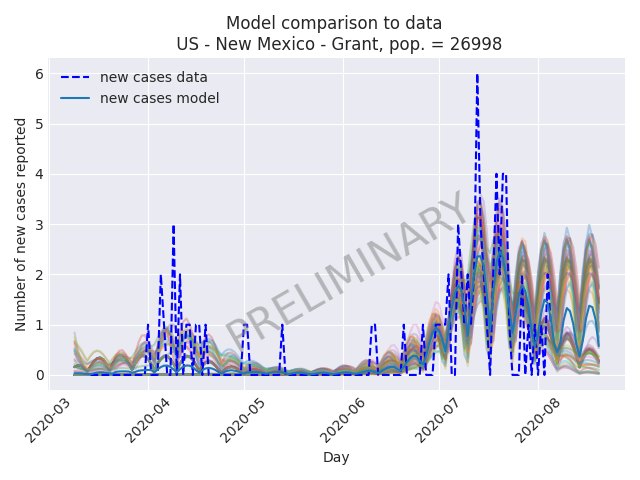 Model comparison to data
US - New Mexico - Grant, pop. = 26998
new cases data
new cases model
Number of new cases reported
6
5
4
3
2
1
0
PRELIMINARY
2020-03
2020-04
2020-05
2020-06
2020-07
2020-08
Day